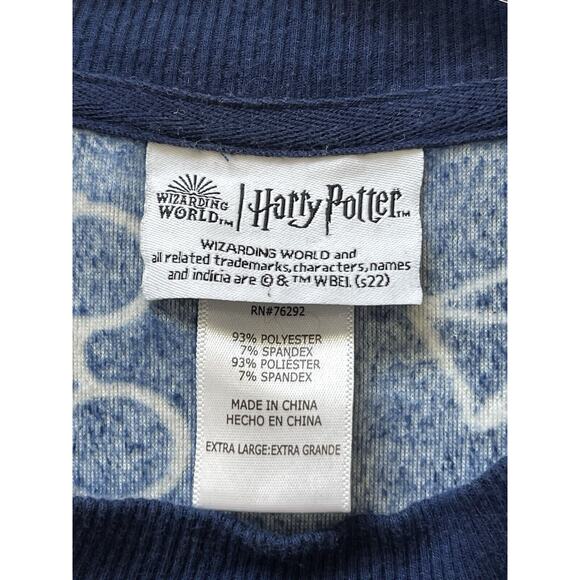 WIZARDING
WORLD™ | Harry Potter™
WIZARDING WORLD and
all related trademarks, characters, names
and indicia are © & ™ WBEI. (s22)
RN#76292
93% POLYESTER
7% SPANDEX
93% POLIÉSTER
7% SPANDEX
MADE IN CHINA
HECHO EN CHINA
EXTRA LARGE:EXTRA GRANDE